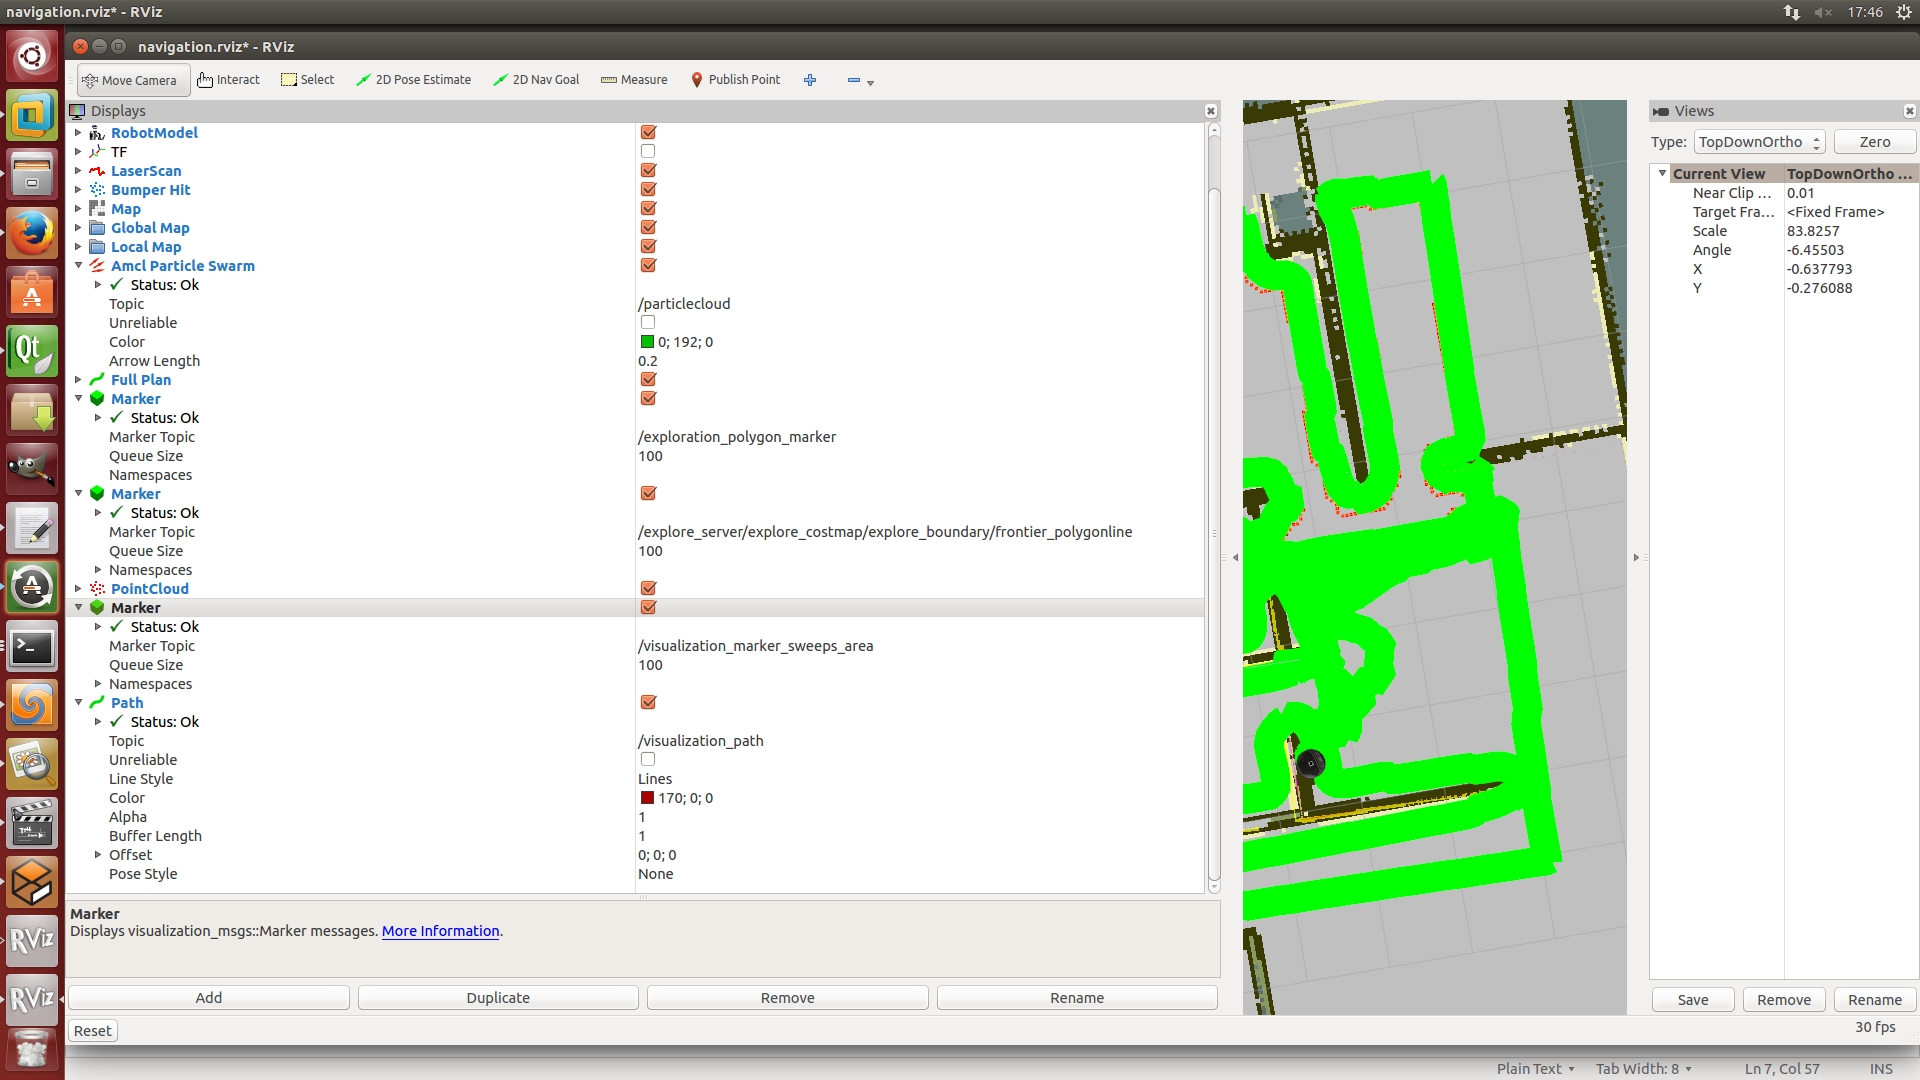 navigation.rviz* - RViz
17:46
navigation.rviz* - RViz
Move Camera
Interact
Select
2D Pose Estimate
2D Nav Goal
Measure
Publish Point
Displays
RobotModel
TF
LaserScan
Bumper Hit
Map
Global Map
Local Map
Amcl Particle Swarm
Status: Ok
Topic /particlecloud
Unreliable
Color 0; 192; 0
Arrow Length 0.2
Full Plan
Marker
Status: Ok
Marker Topic /exploration_polygon_marker
Queue Size 100
Namespaces
Marker
Status: Ok
Marker Topic /explore_server/explore_costmap/explore_boundary/frontier_polygonline
Queue Size 100
Namespaces
PointCloud
Marker
Status: Ok
Marker Topic /visualization_marker_sweeps_area
Queue Size 100
Namespaces
Path
Status: Ok
Topic /visualization_path
Unreliable
Line Style Lines
Color 170; 0; 0
Alpha 1
Buffer Length 1
Offset 0; 0; 0
Pose Style None
Marker
Displays visualization_msgs::Marker messages. More Information.
Add Duplicate Remove Rename
Reset
Views
Type: TopDownOrtho Zero
Current View TopDownOrtho ...
Near Clip ... 0.01
Target Fra... <Fixed Frame>
Scale 83.8257
Angle -6.45503
X -0.637793
Y -0.276088
Save Remove Rename
30 fps
Plain Text Tab Width: 8 Ln 7, Col 57 INS
Qt
RViz
RViz